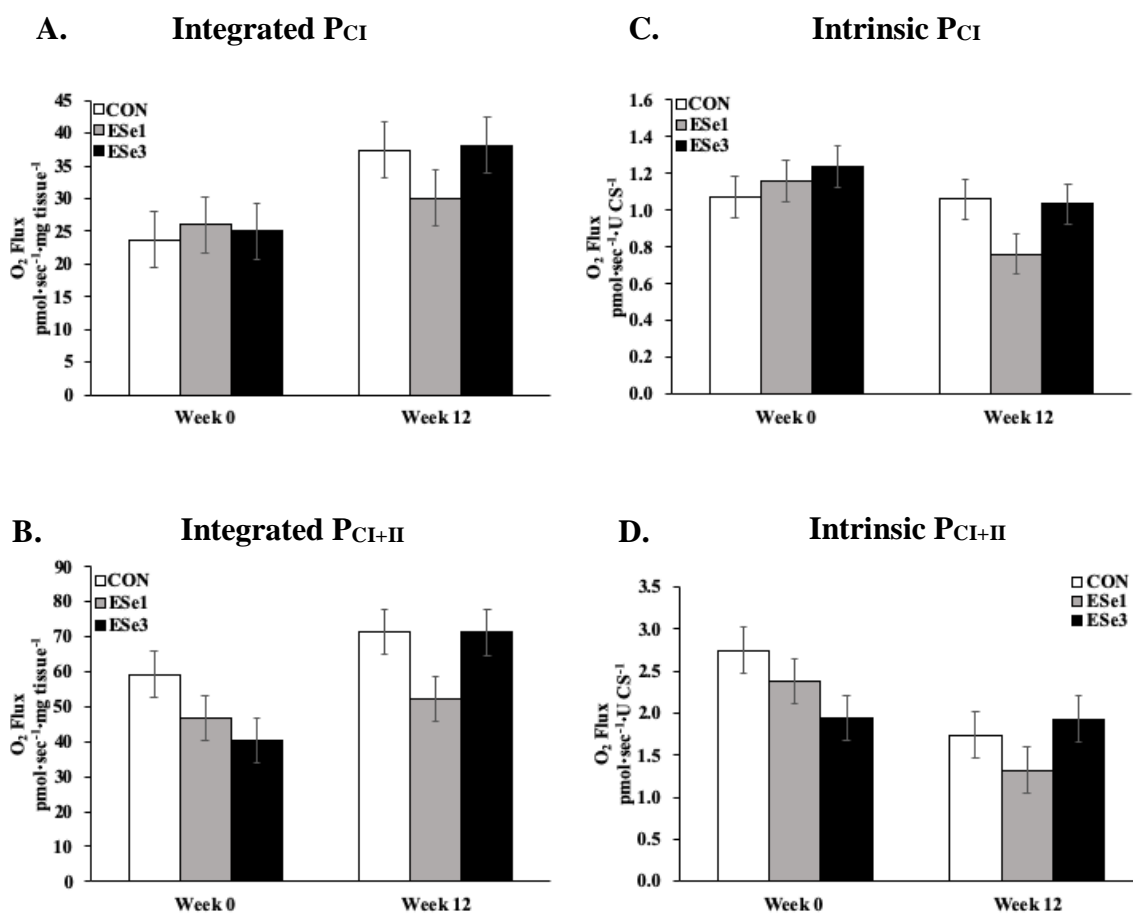 A. Integrated PCI
45
40
35
30
25
20
15
10
5
0
O2 Flux
pmol·sec-1·mg tissue-1
CON
ESe1
ESe3
Week 0 Week 12
C. Intrinsic PCI
1.6
1.4
1.2
1.0
0.8
0.6
0.4
0.2
0.0
O2 Flux
pmol·sec-1·U CS-1
CON
ESe1
ESe3
Week 0 Week 12
B. Integrated PCI+II
90
80
70
60
50
40
30
20
10
0
O2 Flux
pmol·sec-1·mg tissue-1
CON
ESe1
ESe3
Week 0 Week 12
D. Intrinsic PCI+II
3.5
3.0
2.5
2.0
1.5
1.0
0.5
0.0
O2 Flux
pmol·sec-1·U CS-1
CON
ESe1
ESe3
Week 0 Week 12